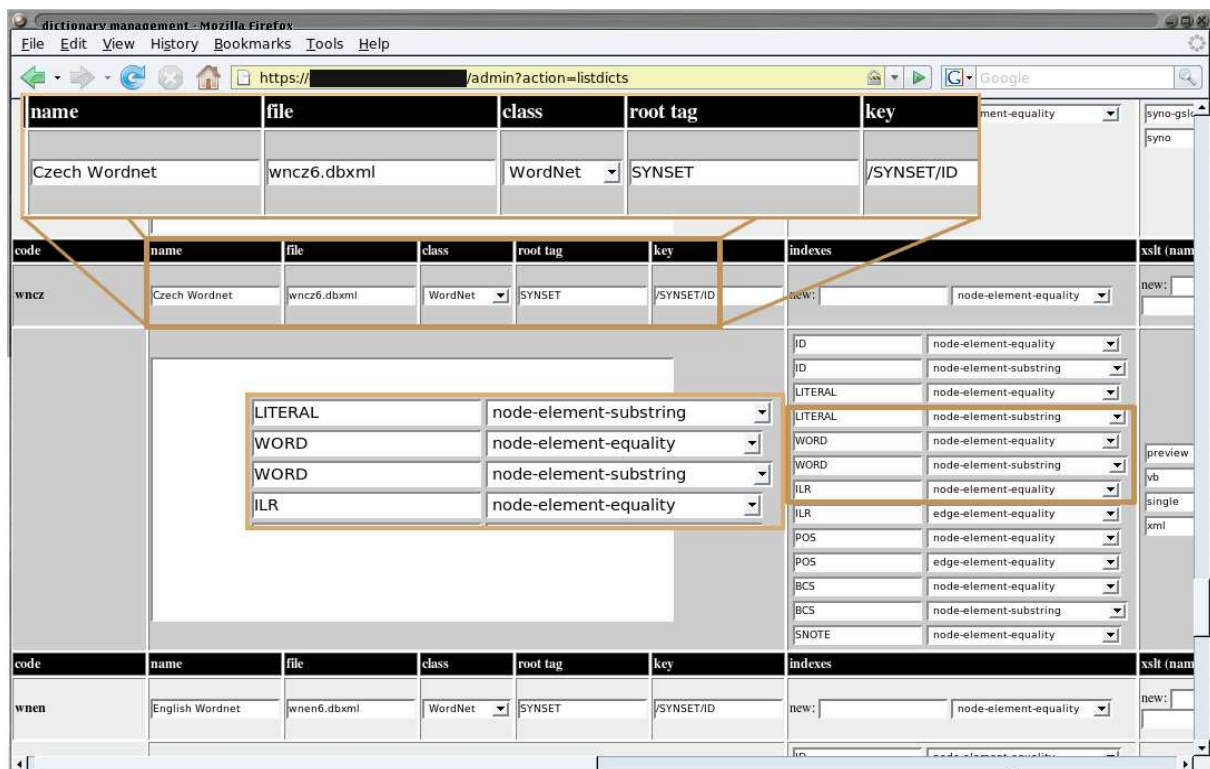 dictionary management - Mozilla Firefox
File Edit View History Bookmarks Tools Help
https:// /admin?action=listdicts G Google
name file class root tag key
Czech Wordnet wncz6.dbxml WordNet SYNSET /SYNSET/ID
syno
code name file class root tag key indexes xslt (nam
wncz Czech Wordnet wncz6.dbxml WordNet SYNSET /SYNSET/ID new: node-element-equality new:
ID node-element-equality
ID node-element-substring
LITERAL node-element-equality
LITERAL node-element-substring
WORD node-element-equality
WORD node-element-substring
ILR node-element-equality
LITERAL node-element-substring
WORD node-element-equality
WORD node-element-substring
ILR node-element-equality
ILR edge-element-equality
POS node-element-equality
POS edge-element-equality
BCS node-element-equality
BCS node-element-substring
SNOTE node-element-equality
preview
vb
single
xml
code name file class root tag key indexes xslt (nam
wnen English Wordnet wnen6.dbxml WordNet SYNSET /SYNSET/ID new: node-element-equality new: